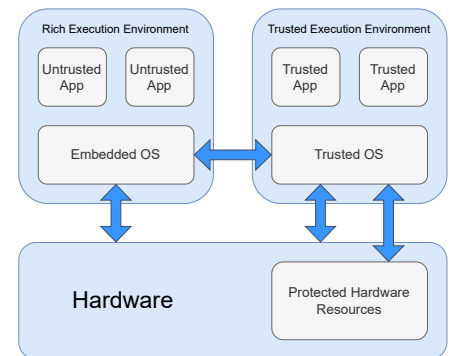 Rich Execution Environment
Untrusted
App
Untrusted
App
Embedded OS
Trusted Execution Environment
Trusted
App
Trusted
App
Trusted OS
Hardware
Protected Hardware
Resources